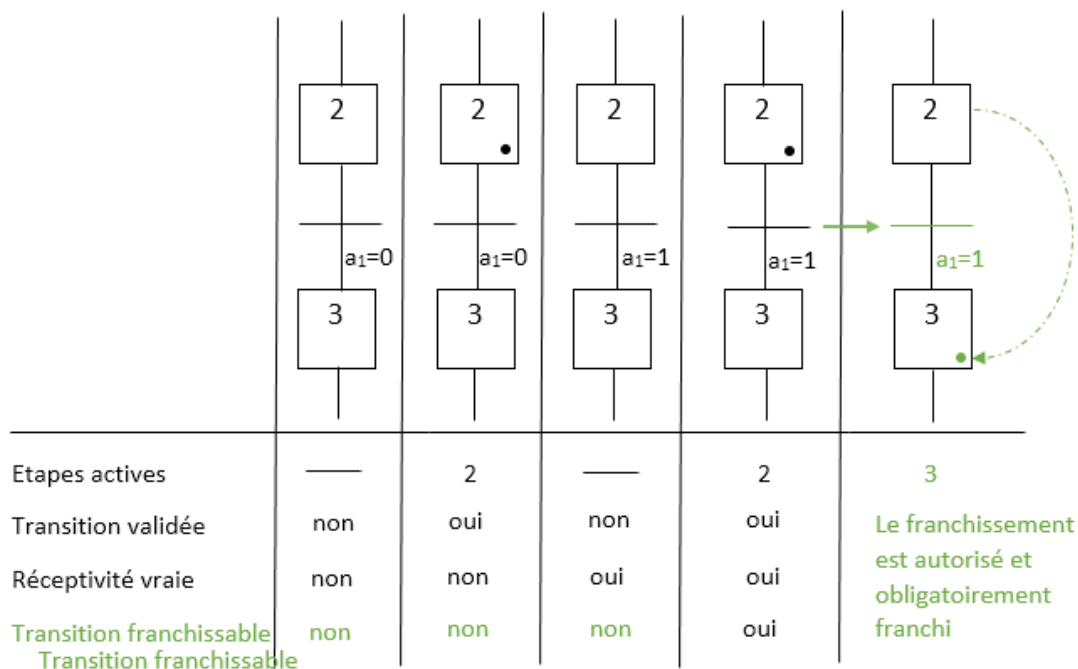 2 2 2 2 2
a₁=0 a₁=0 a₁=1 a₁=1 a₁=1
3 3 3 3 3
Etapes actives 2 2 3
Transition validée non oui non oui Le franchissement
est autorisé et
Réceptivité vraie non non oui oui obligatoirement
Transition franchissable non non non oui franchi
Transition franchissable